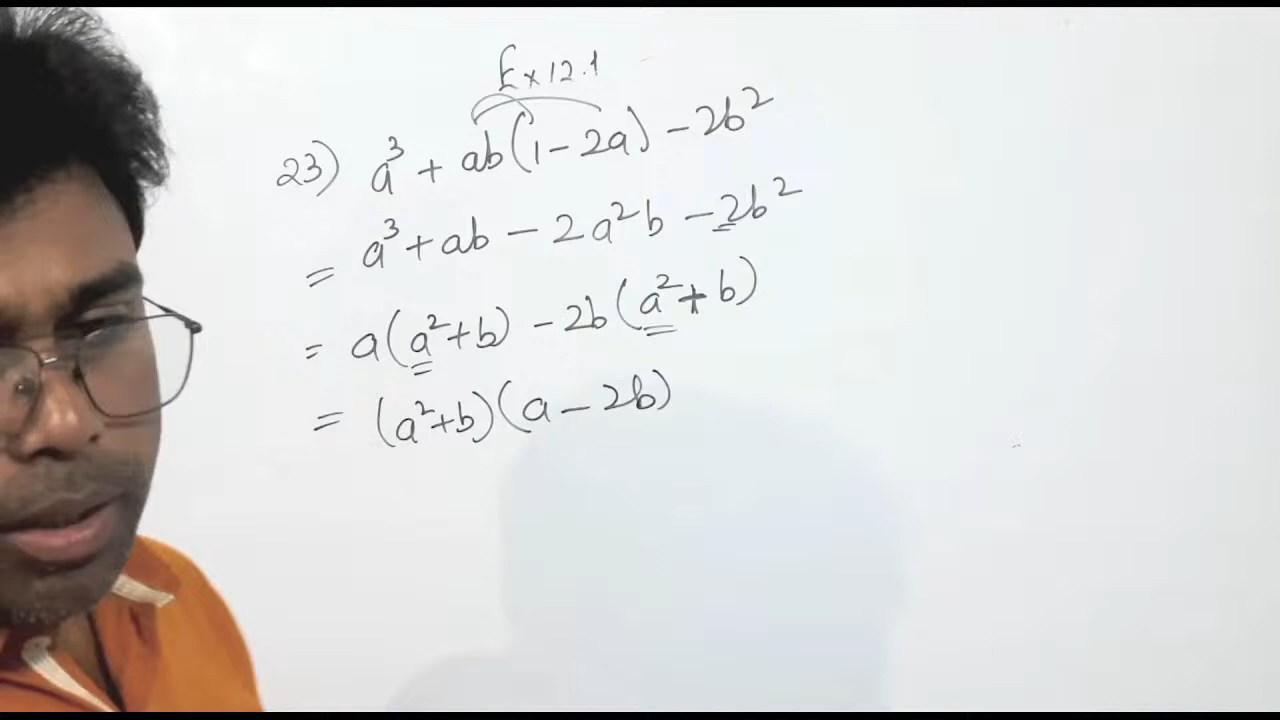 Ex 12.1
23) a³ + ab(1 - 2a) - 2b²
= a³ + ab - 2a²b - 2b²
= a(a² + b) - 2b(a² + b)
= (a² + b)(a - 2b)